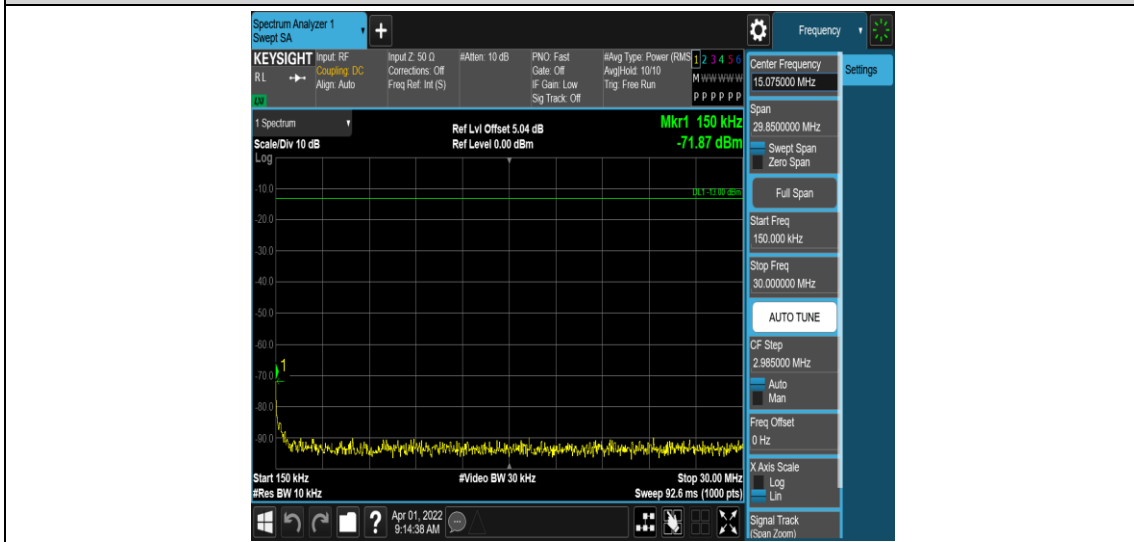 Spectrum Analyzer 1
Swept SA
+
Frequency
KEYSIGHT
RL
LXI
Input: RF
Coupling: DC
Align: Auto
Input Z: 50 Ω
Corrections: Off
Freq Ref: Int (S)
#Atten: 10 dB
PNO: Fast
Gate: Off
IF Gain: Low
Sig Track: Off
#Avg Type: Power (RMS
Avg|Hold: 10/10
Trig: Free Run
1 2 3 4 5 6
M W W W W W
P P P P P P
1 Spectrum
Scale/Div 10 dB
Log
Ref Lvl Offset 5.04 dB
Ref Level 0.00 dBm
Mkr1 150 kHz
-71.87 dBm
DL1 -13.00 dBm
-10.0
-20.0
-30.0
-40.0
-50.0
-60.0
1
-70.0
-80.0
-90.0
Start 150 kHz
#Res BW 10 kHz
#Video BW 30 kHz
Stop 30.00 MHz
Sweep 92.6 ms (1000 pts)
Center Frequency
15.075000 MHz
Settings
Span
29.8500000 MHz
Swept Span
Zero Span
Full Span
Start Freq
150.000 kHz
Stop Freq
30.000000 MHz
AUTO TUNE
CF Step
2.985000 MHz
Auto
Man
Freq Offset
0 Hz
X Axis Scale
Log
Lin
Signal Track
(Span Zoom)
?
Apr 01, 2022
9:14:38 AM